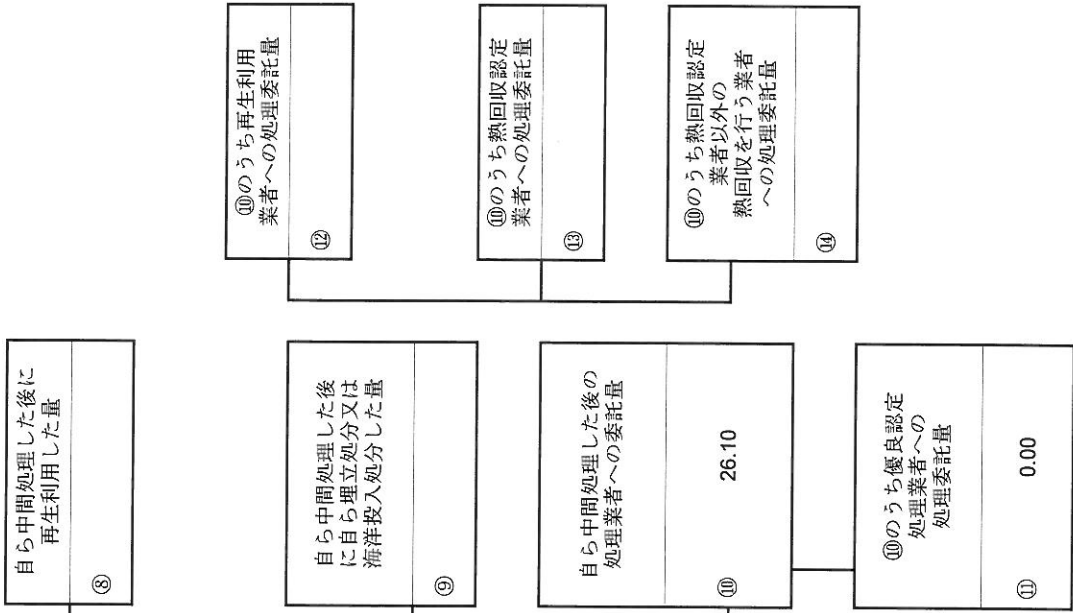 自ら中間処理した後に
再生利用した量
⑧
自ら中間処理した後
に自ら埋立処分又は
海洋投入処分した量
⑨
自ら中間処理した後の
処理業者への委託量
⑩
26.10
⑩のうち優良認定
処理業者への
処理委託量
⑪
0.00
⑩のうち再生利用
業者への処理委託量
⑫
⑩のうち熱回収認定
業者への処理委託量
⑬
⑩のうち熱回収認定
業者以外の
熱回収を行う業者
への処理委託量
⑭